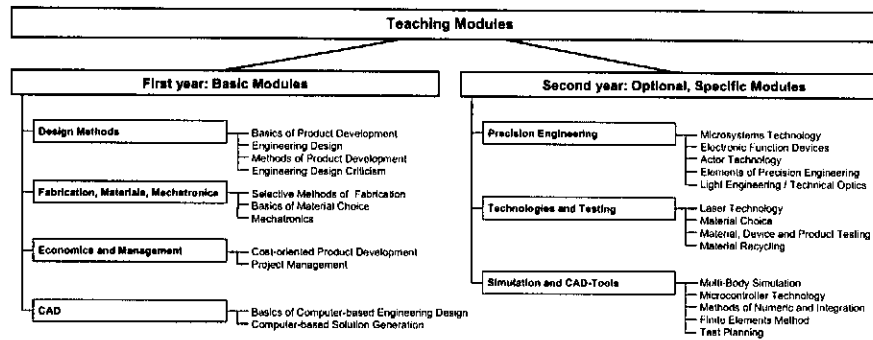 Teaching Modules
First year: Basic Modules
Design Methods
Basics of Product Development
Engineering Design
Methods of Product Development
Engineering Design Criticism
Fabrication, Materials, Mechatronics
Selective Methods of Fabrication
Basics of Material Choice
Mechatronics
Economics and Management
Cost-oriented Product Development
Project Management
CAD
Basics of Computer-based Engineering Design
Computer-based Solution Generation
Second year: Optional, Specific Modules
Precision Engineering
Microsystems Technology
Electronic Function Devices
Actor Technology
Elements of Precision Engineering
Light Engineering / Technical Optics
Technologies and Testing
Laser Technology
Material Choice
Material, Device and Product Testing
Material Recycling
Simulation and CAD-Tools
Multi-Body Simulation
Microcontroller Technology
Methods of Numeric and Integration
Finite Elements Method
Test Planning